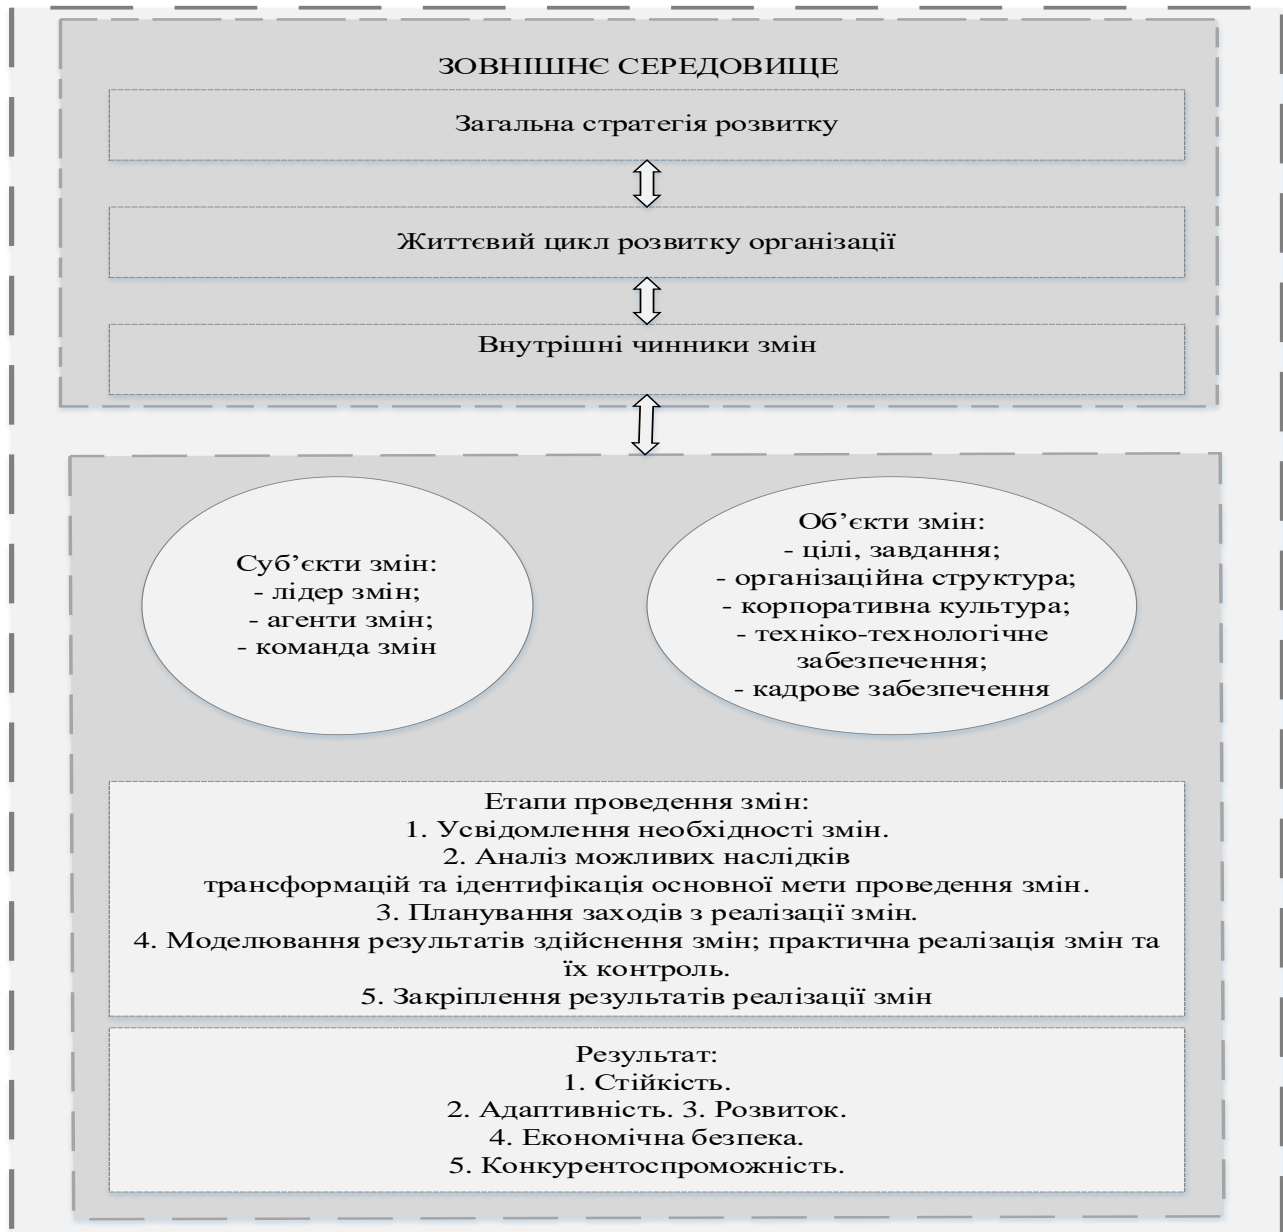 ЗОВНІШНЄ СЕРЕДОВИЩЕ
Загальна стратегія розвитку
Життєвий цикл розвитку організації
Внутрішні чинники змін
Суб’єкти змін:
- лідер змін;
- агенти змін;
- команда змін
Об’єкти змін:
- цілі, завдання;
- організаційна структура;
- корпоративна культура;
- техніко-технологічне
забезпечення;
- кадрове забезпечення
Етапи проведення змін:
1. Усвідомлення необхідності змін.
2. Аналіз можливих наслідків
трансформацій та ідентифікація основної мети проведення змін.
3. Планування заходів з реалізації змін.
4. Моделювання результатів здійснення змін; практична реалізація змін та
їх контроль.
5. Закріплення результатів реалізації змін
Результат:
1. Стійкість.
2. Адаптивність. 3. Розвиток.
4. Економічна безпека.
5. Конкурентоспроможність.